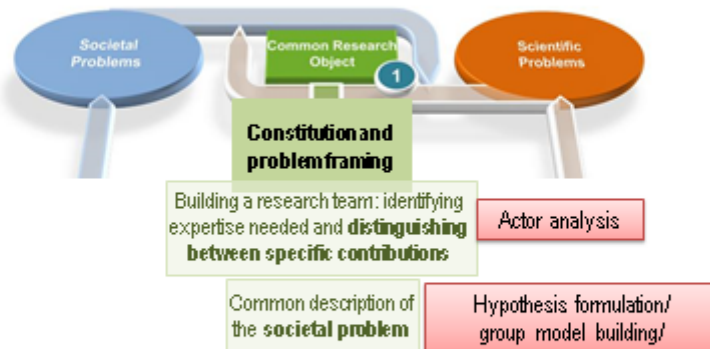 Societal
Problems
Common Research
Object
Scientific
Problems
1
Constitution and
problem framing
Building a research team: identifying
expertise needed and distinguishing
between specific contributions
Actor analysis
Common description of
the societal problem
Hypothesis formulation/
group model building/